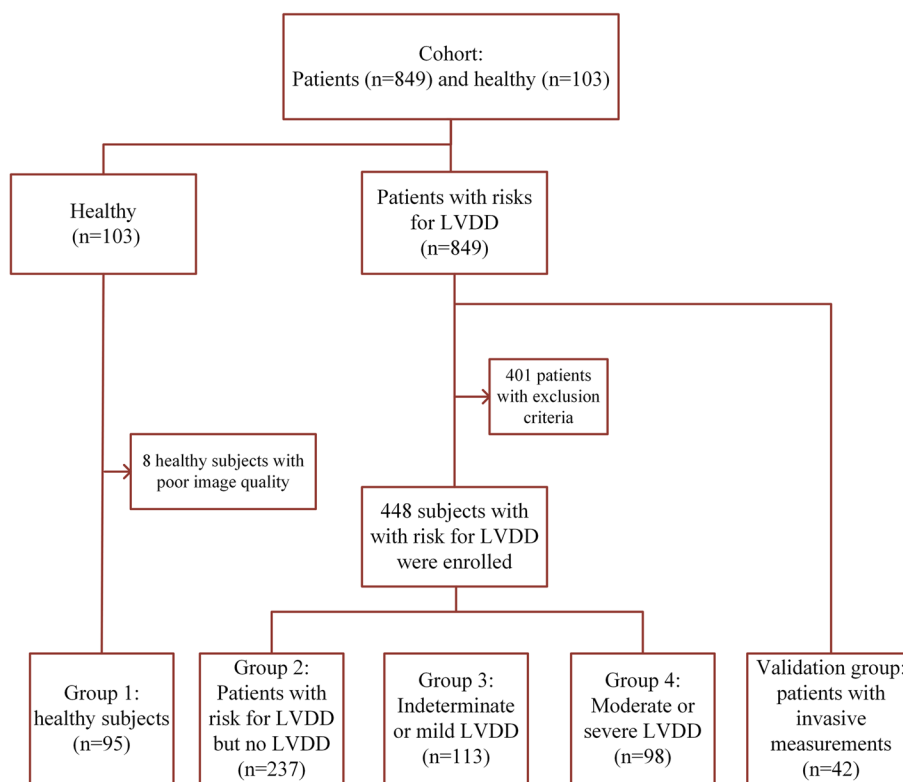 Cohort:
Patients (n=849) and healthy (n=103)
Healthy
(n=103)
Patients with risks
for LVDD
(n=849)
401 patients
with exclusion
criteria
8 healthy subjects with
poor image quality
448 subjects with
with risk for LVDD
were enrolled
Group 1:
healthy subjects
(n=95)
Group 2:
Patients with
risk for LVDD
but no LVDD
(n=237)
Group 3:
Indeterminate
or mild LVDD
(n=113)
Group 4:
Moderate or
severe LVDD
(n=98)
Validation group:
patients with
invasive
measurements
(n=42)